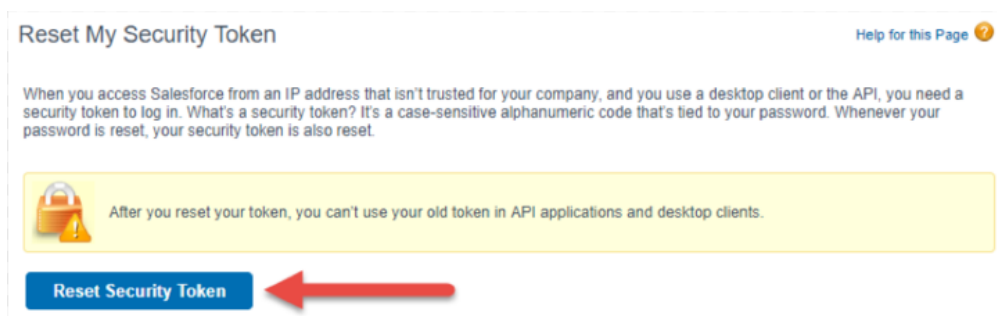 Reset My Security Token
Help for this Page
When you access Salesforce from an IP address that isn't trusted for your company, and you use a desktop client or the API, you need a
security token to log in. What's a security token? It's a case-sensitive alphanumeric code that's tied to your password. Whenever your
password is reset, your security token is also reset.
After you reset your token, you can't use your old token in API applications and desktop clients.
Reset Security Token